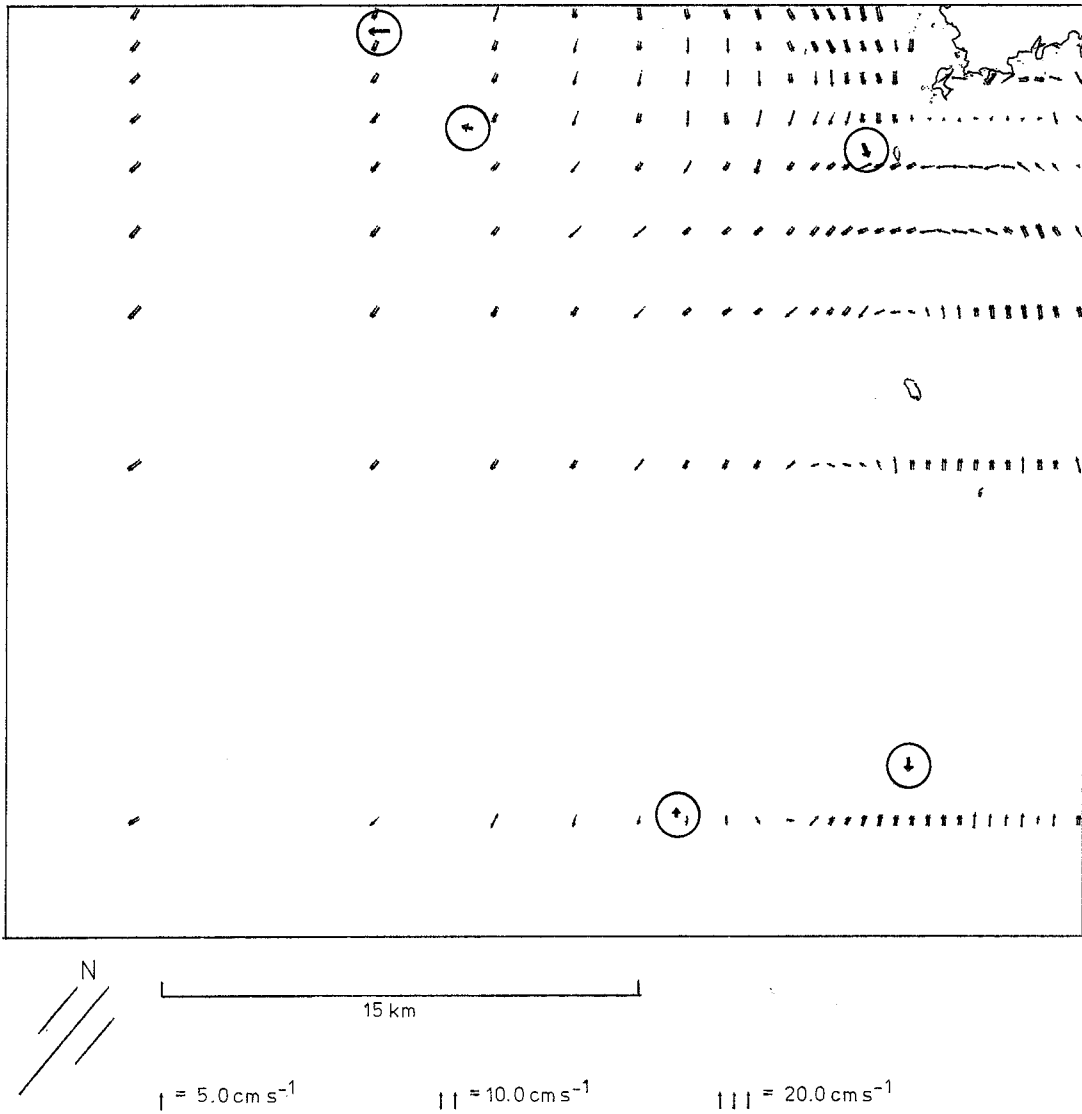 N
15 km
= 5.0 cm s⁻¹
= 10.0 cm s⁻¹
= 20.0 cm s⁻¹